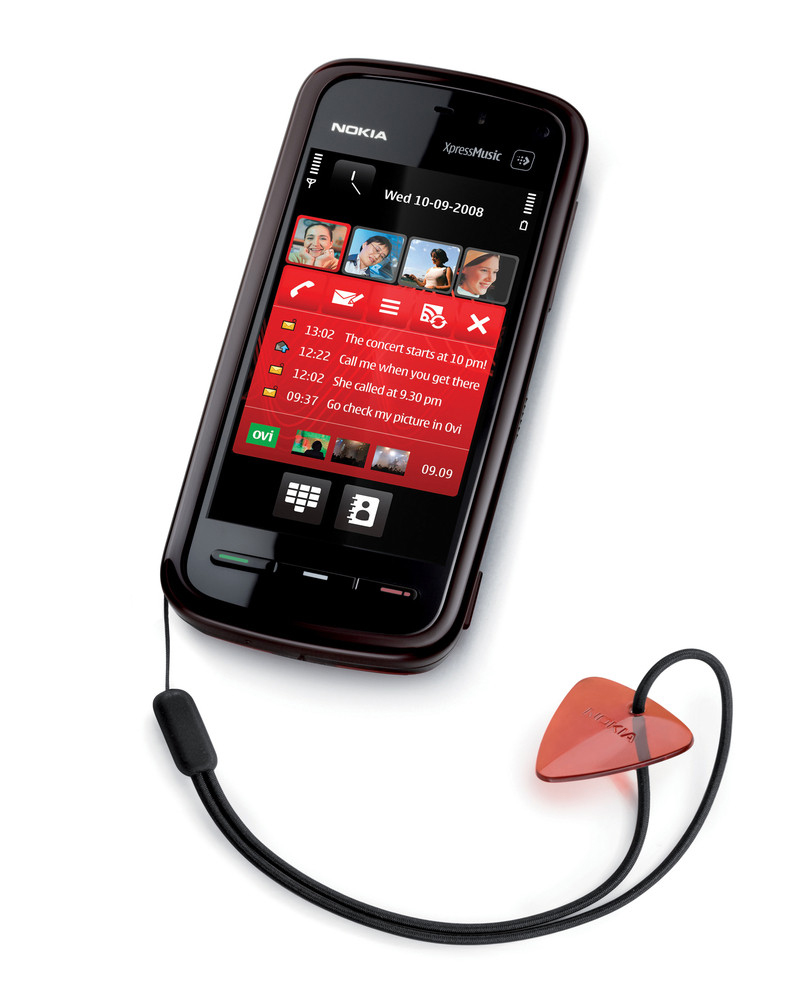 NOKIA
XpressMusic
Wed 10-09-2008
13:02 The concert starts at 10 pm!
12:22 Call me when you get there
12:02 She called at 9.30 pm
09:37 Go check my picture in Ovi
ovi
09.09
NOKIA